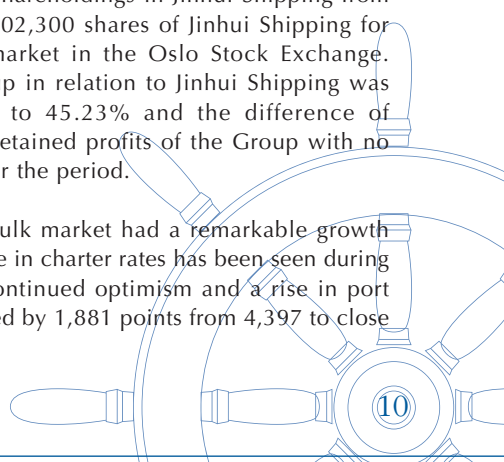 02,300 shares of Jinhui Shipping for
market in the Oslo Stock Exchange.
p in relation to Jinhui Shipping was
to 45.23% and the difference of
etained profits of the Group with no
r the period.
ulk market had a remarkable growth
e in charter rates has been seen during
ontinued optimism and a rise in port
ed by 1,881 points from 4,397 to close
10